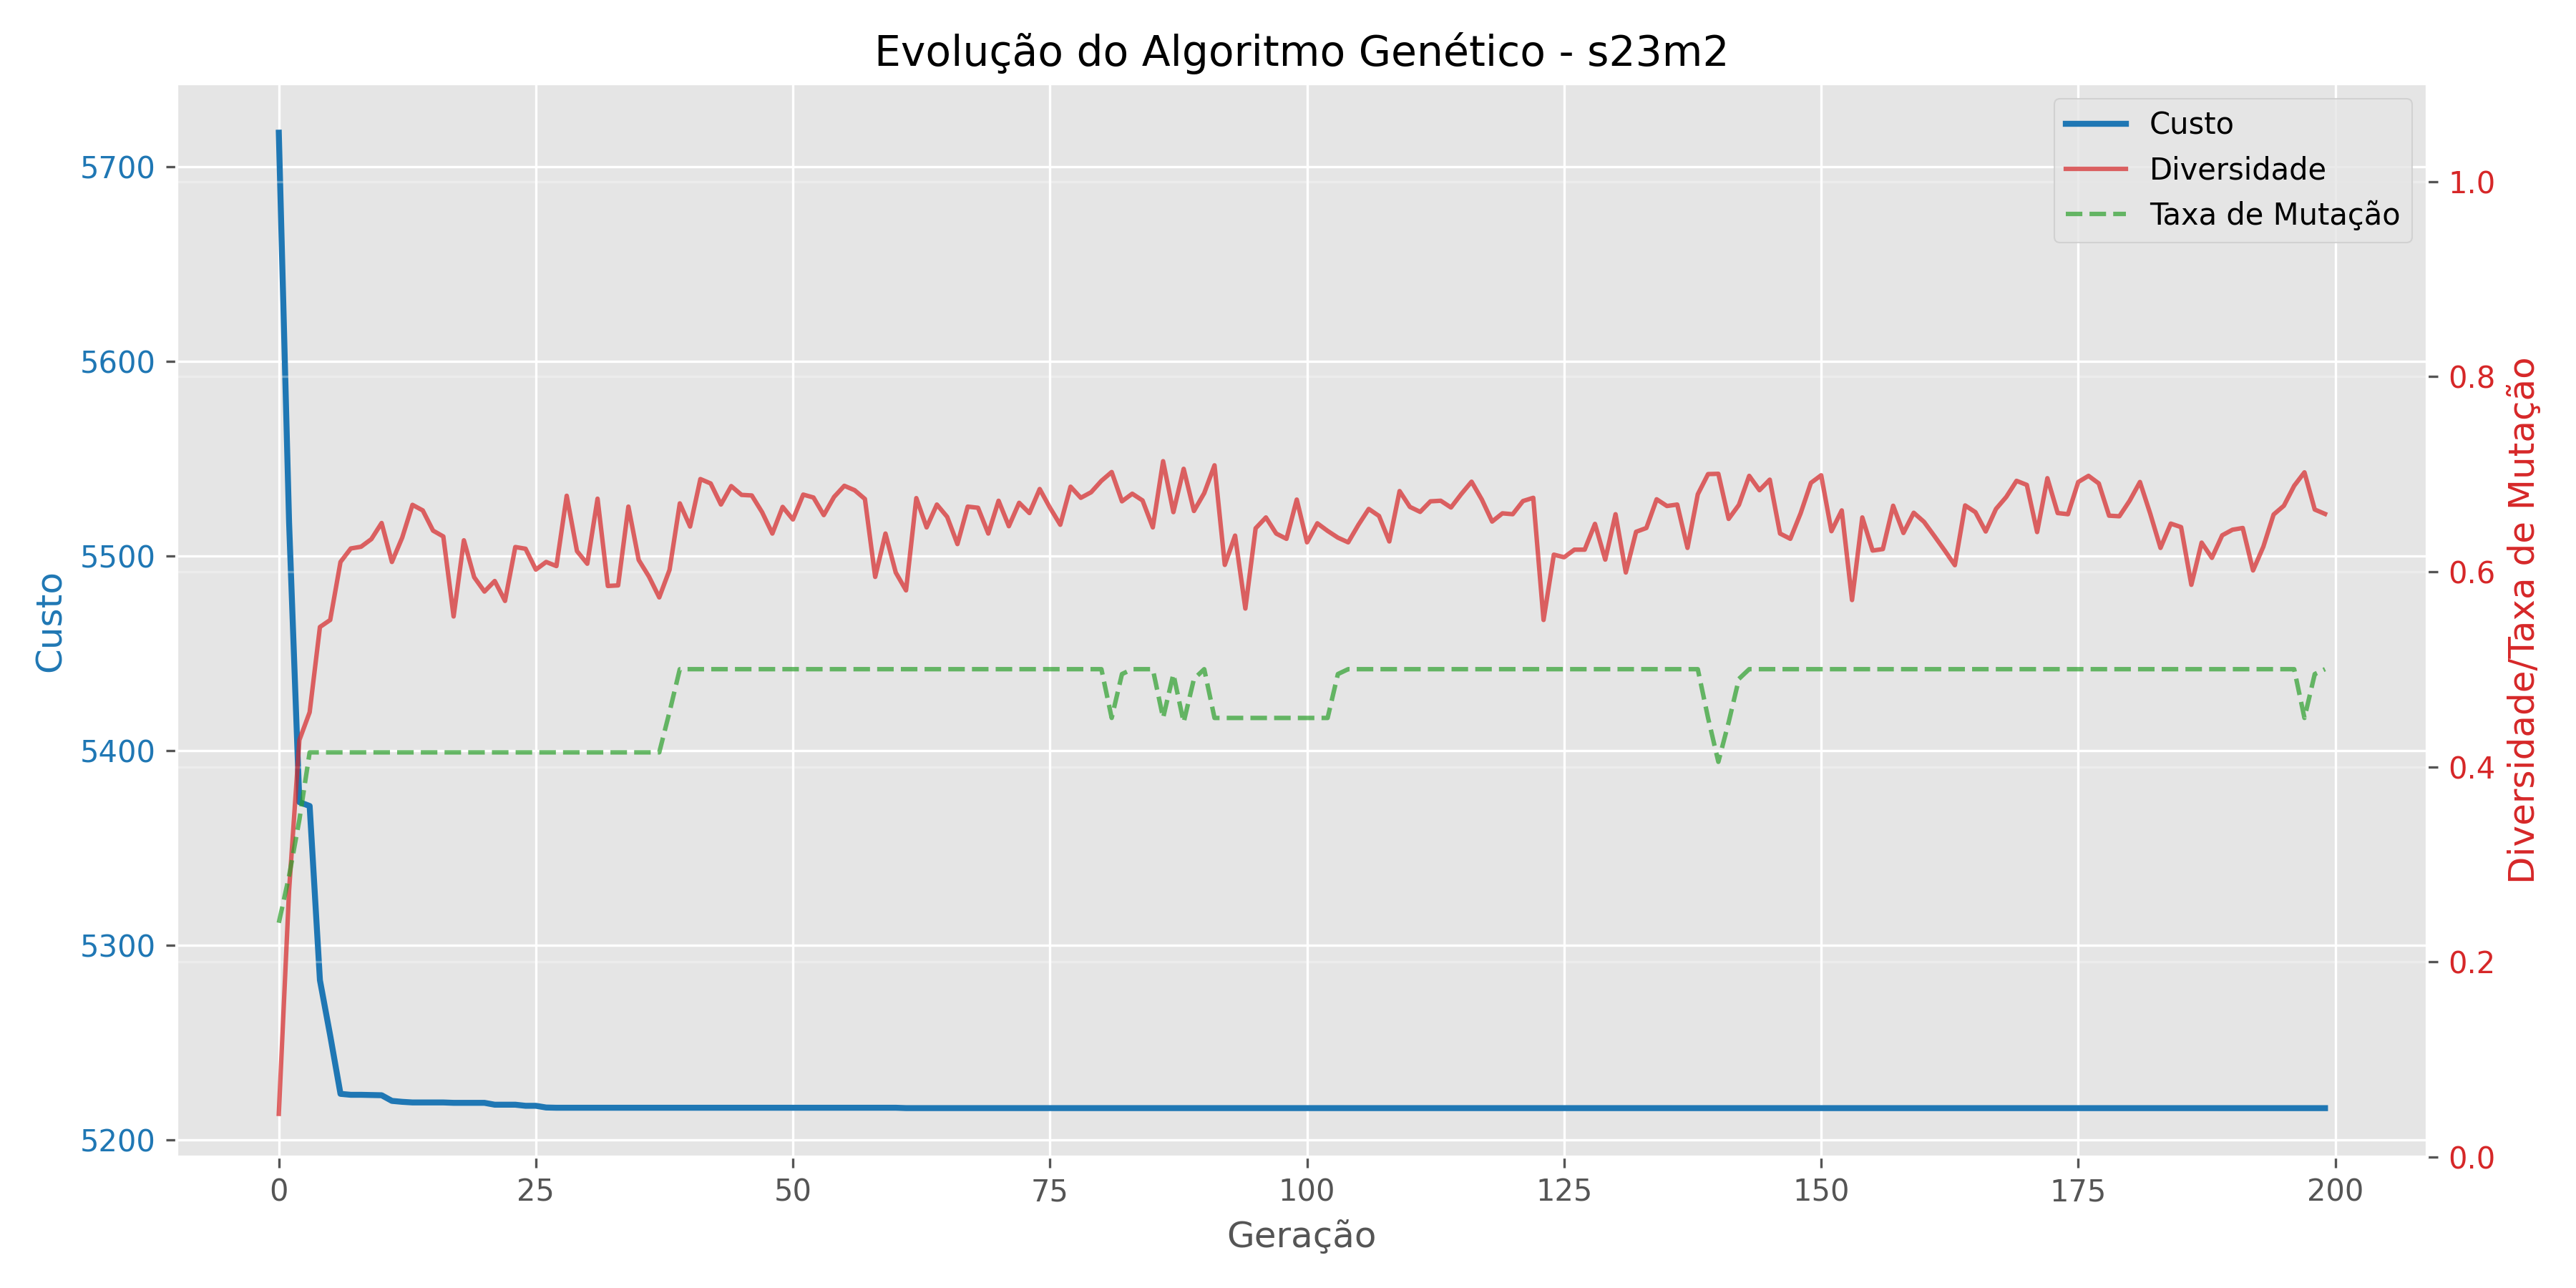 Evolução do Algoritmo Genético - s23m2
Custo
Diversidade
Taxa de Mutação
5700
5600
5500
5400
5300
5200
Custo
1.0
0.8
0.6
0.4
0.2
0.0
Diversidade/Taxa de Mutação
0 25 50 75 100 125 150 175 200
Geração